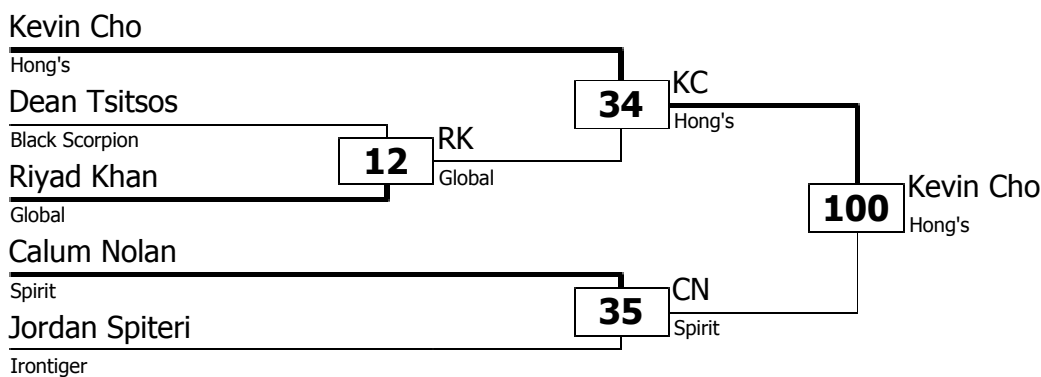 Kevin Cho
Hong's
Dean Tsitsos
Black Scorpion
Riyad Khan
Global
Calum Nolan
Spirit
Jordan Spiteri
Irontiger
12
RK
Global
34
KC
Hong's
35
CN
Spirit
100
Kevin Cho
Hong's